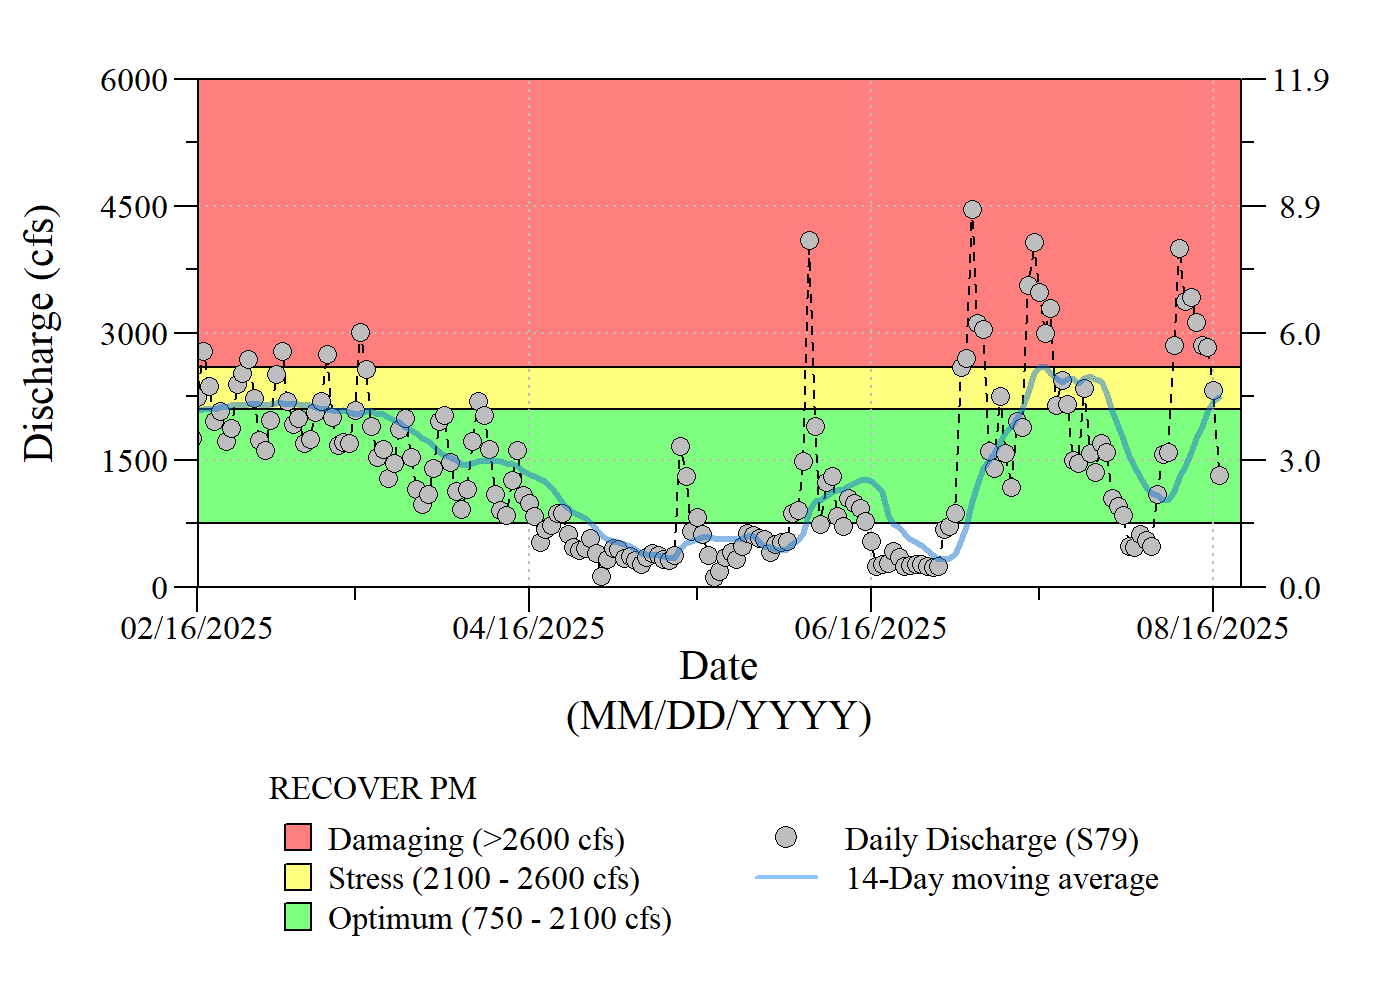 6000
4500
3000
1500
0
Discharge (cfs)
11.9
8.9
6.0
3.0
0.0
02/16/2025 04/16/2025 06/16/2025 08/16/2025
Date
(MM/DD/YYYY)
RECOVER PM
Damaging (>2600 cfs)
Stress (2100 - 2600 cfs)
Optimum (750 - 2100 cfs)
Daily Discharge (S79)
14-Day moving average